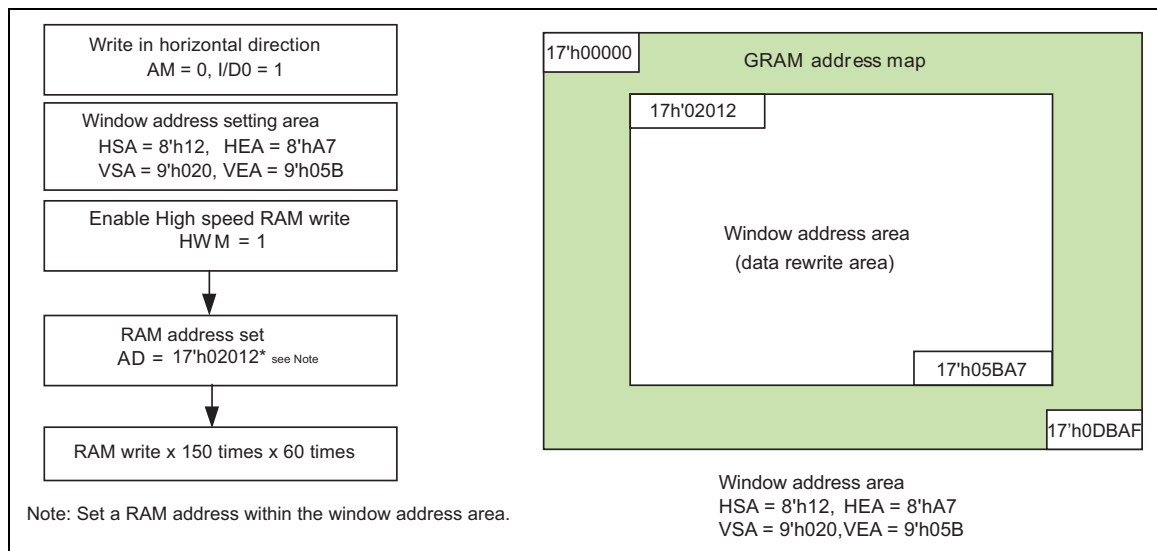 Write in horizontal direction
AM = 0, I/D0 = 1
Window address setting area
HSA = 8'h12, HEA = 8'hA7
VSA = 9'h020, VEA = 9'h05B
Enable High speed RAM write
HWM = 1
RAM address set
AD = 17'h02012* see Note
RAM write x 150 times x 60 times
Note: Set a RAM address within the window address area.
17'h00000
GRAM address map
17h'02012
Window address area
(data rewrite area)
17'h05BA7
17'h0DBAF
Window address area
HSA = 8'h12, HEA = 8'hA7
VSA = 9'h020,VEA = 9'h05B